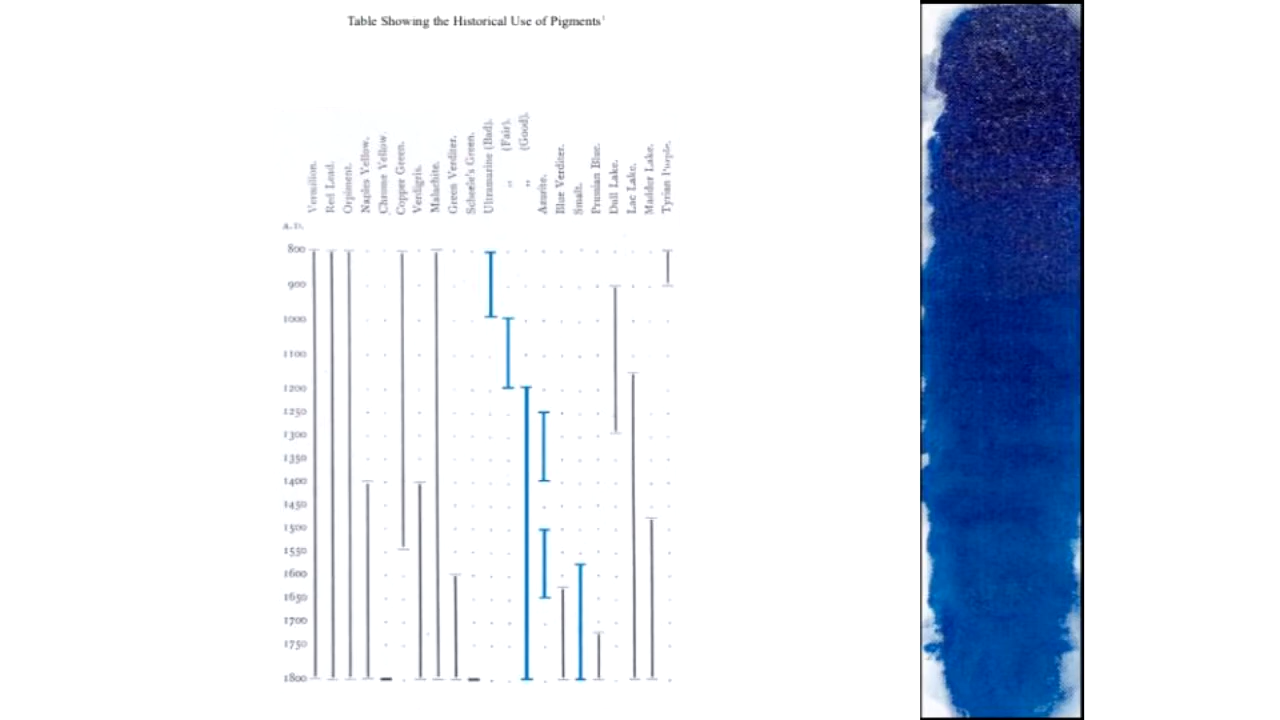 Table Showing the Historical Use of Pigments¹
Vermilion.
Red Lead.
Orpiment.
Naples Yellow.
Chrome Yellow.
Copper Green.
Verdigris.
Malachite.
Green Verditer.
Scheele's Green.
Ultramarine (Bad).
„ (Fair).
„ (Good).
Azurite.
Blue Verditer.
Smalt.
Prussian Blue.
Dull Lake.
Lac Lake.
Madder Lake.
Tyrian Purple.
A.D.
800
900
1000
1100
1200
1250
1300
1350
1400
1450
1500
1550
1600
1650
1700
1750
1800